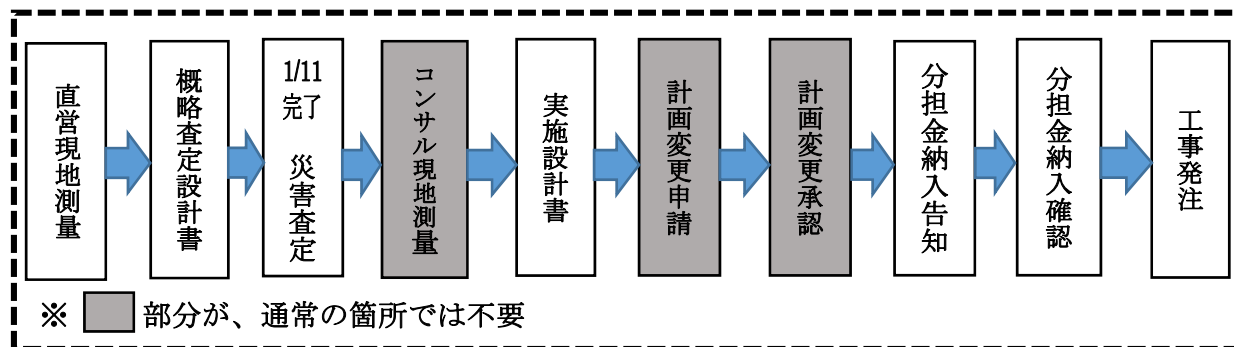 直営現地測量
概略査定設計書
1/11
完了
災害査定
コンサル現地測量
実施設計書
計画変更申請
計画変更承認
分担金納入告知
分担金納入確認
工事発注
※ 部分が、通常の箇所では不要